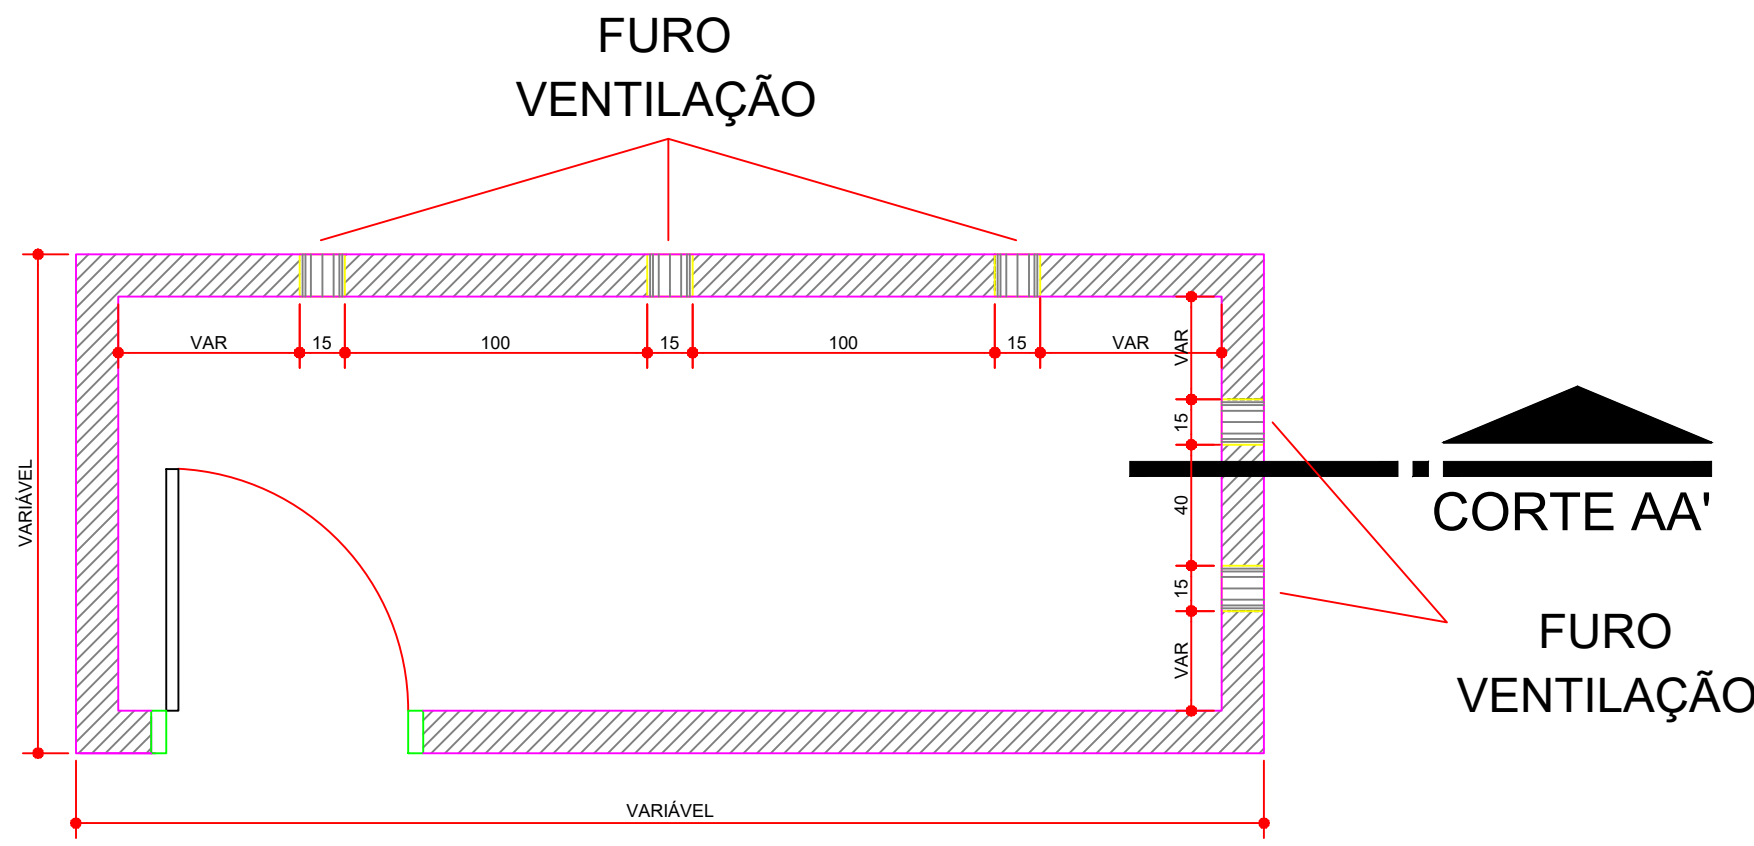 FURO
VENTILAÇÃO
VAR
15
100
15
100
15
VAR
VAR
15
40
15
VAR
VARIÁVEL
CORTE AA'
FURO
VENTILAÇÃO
VARIÁVEL